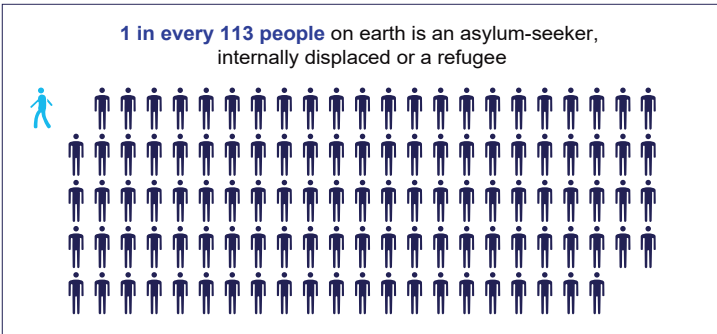 1 in every 113 people on earth is an asylum-seeker,
internally displaced or a refugee